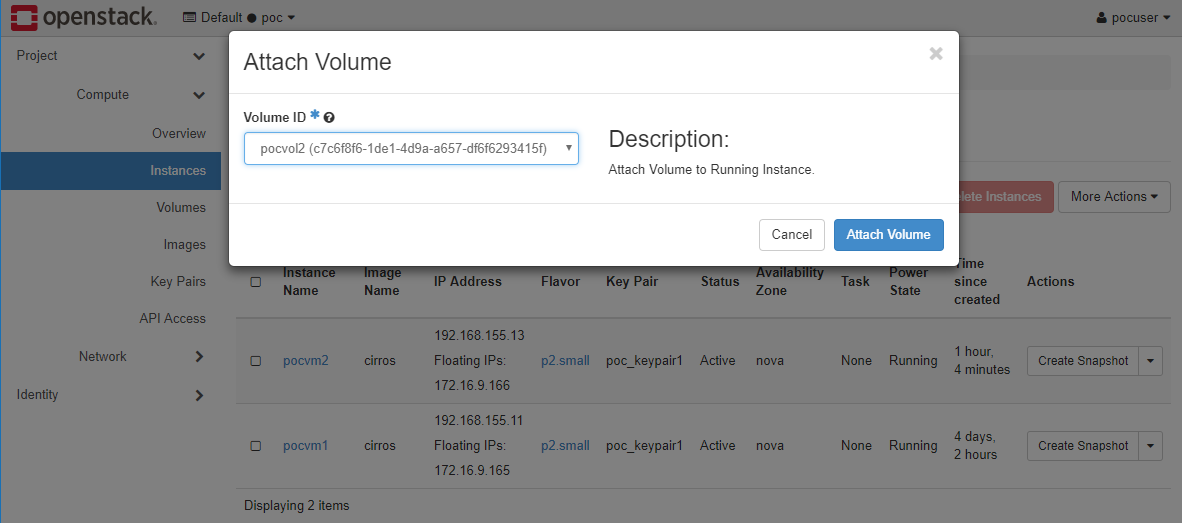 openstack. Default ● poc pocuser
Project
Compute
Overview
Instances
Volumes
Images
Key Pairs
API Access
Network
Identity
Attach Volume ×
Volume ID * ?
pocvol2 (c7c6f8f6-1de1-4d9a-a657-df6f6293415f)
Description:
Attach Volume to Running Instance.
Cancel Attach Volume
lete Instances More Actions
Instance Name Image Name IP Address Flavor Key Pair Status Availability Zone Task Power State Time since created Actions
192.168.155.13
pocvm2 cirros Floating IPs: p2.small poc_keypair1 Active nova None Running 1 hour, 4 minutes Create Snapshot
172.16.9.166
192.168.155.11
pocvm1 cirros Floating IPs: p2.small poc_keypair1 Active nova None Running 4 days, 2 hours Create Snapshot
172.16.9.165
Displaying 2 items